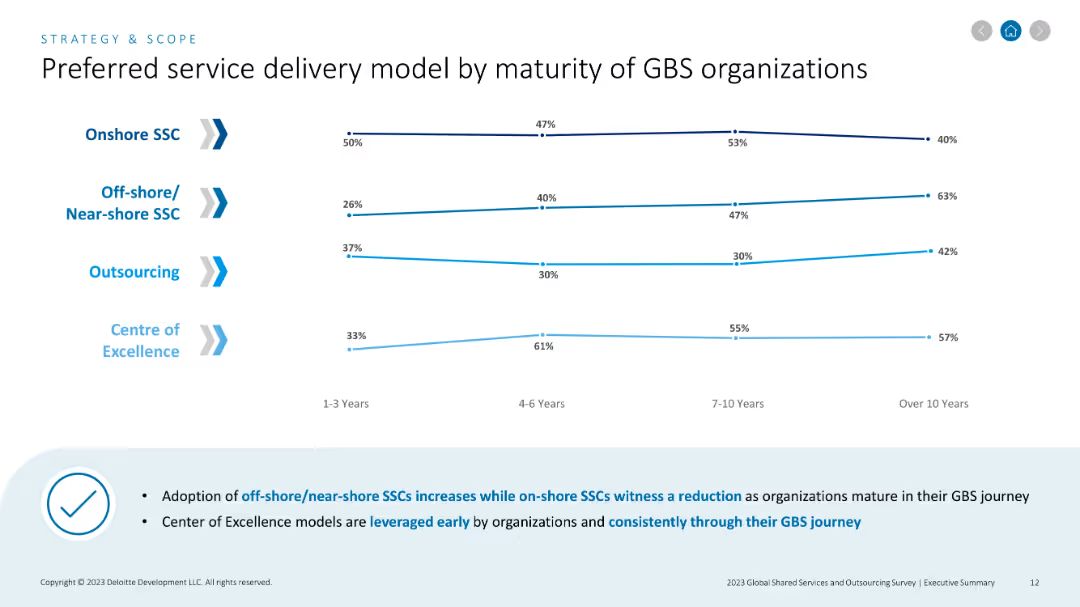 STRATEGY & SCOPE
Preferred service delivery model by maturity of GBS organizations
Onshore SSC
50%
47%
53%
40%
Off-shore/
Near-shore SSC
26%
40%
47%
63%
Outsourcing
37%
30%
30%
42%
Centre of
Excellence
33%
61%
55%
57%
1-3 Years
4-6 Years
7-10 Years
Over 10 Years
• Adoption of off-shore/near-shore SSCs increases while on-shore SSCs witness a reduction as organizations mature in their GBS journey
• Center of Excellence models are leveraged early by organizations and consistently through their GBS journey
Copyright © 2023 Deloitte Development LLC. All rights reserved.
2023 Global Shared Services and Outsourcing Survey | Executive Summary
12